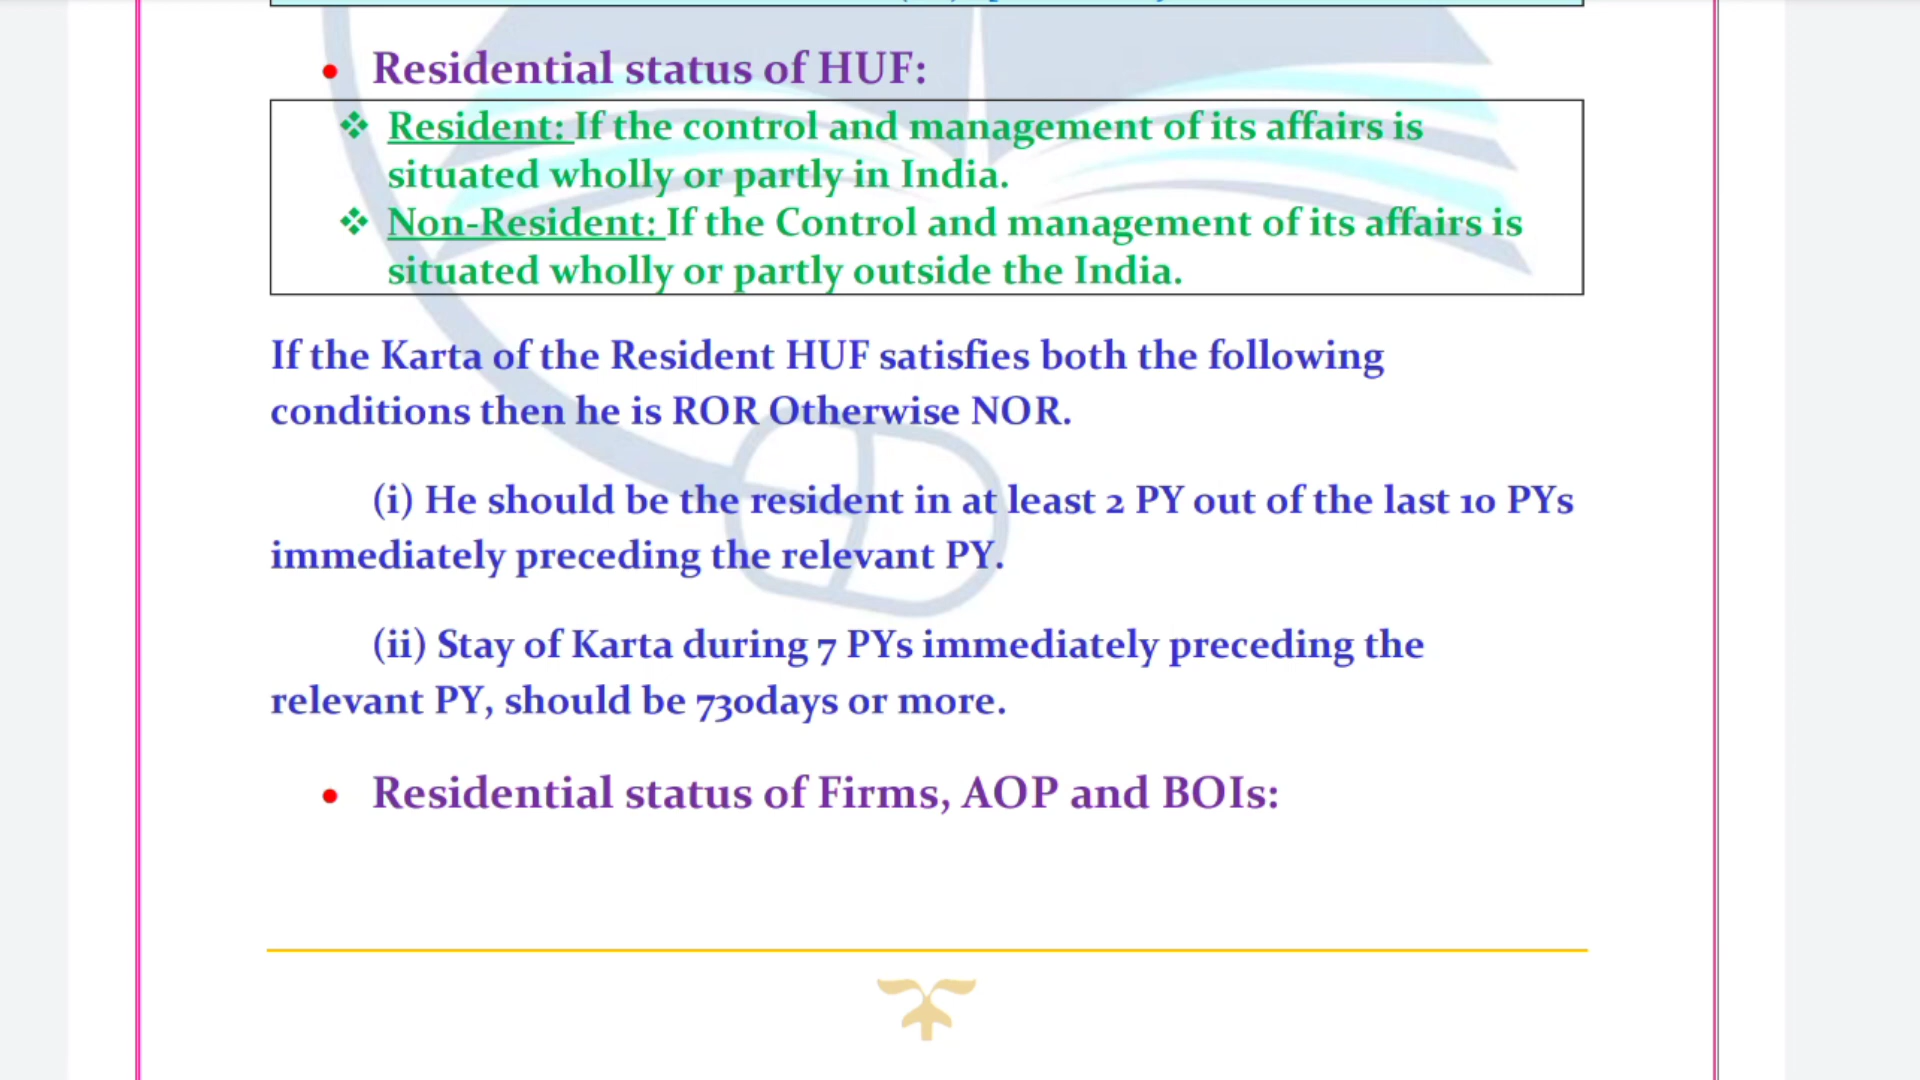 Residential status of HUF:
Resident: If the control and management of its affairs is
situated wholly or partly in India.
Non-Resident: If the Control and management of its affairs is
situated wholly or partly outside the India.
If the Karta of the Resident HUF satisfies both the following
conditions then he is ROR Otherwise NOR.
(i) He should be the resident in at least 2 PY out of the last 10 PYs
immediately preceding the relevant PY.
(ii) Stay of Karta during 7 PYs immediately preceding the
relevant PY, should be 730days or more.
Residential status of Firms, AOP and BOIs: